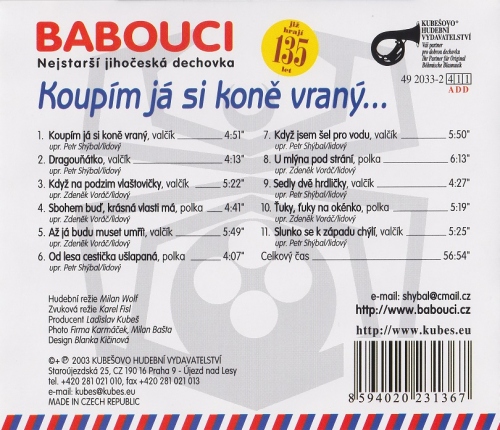 BABOUCI
Nejstarší jihočeská dechovka
již
hrají
135
let
KUBEŠOVO®
HUDEBNÍ
VYDAVATELSTVÍ
Váš partner
pro dobrou dechovku
Ihr Partner für Original
Böhmische Blasmusik
49 2033-2 411
ADD
Koupím já si koně vraný...
1. Koupím já si koně vraný, valčík 4:51"
upr. Petr Shýbal/lidový
2. Dragouňátko, valčík 4:13"
upr. Petr Shýbal/lidový
3. Když na podzim vlaštovičky, valčík 5:22"
upr. Zdeněk Voráč/lidový
4. Sbohem buď, krásná vlasti má, polka 4:41"
upr. Zdeněk Voráč/lidový
5. Až já budu muset umříl, valčík 5:49"
upr. Zdeněk Voráč/lidový
6. Od lesa cestička ušlapaná, polka 4:07"
upr. Petr Shýbal/lidový
7. Když jsem šel pro vodu, valčík 5:50"
upr. Petr Shýbal/lidový
8. U mlýna pod strání, polka 6:13"
upr. Zdeněk Voráč/lidový
9. Sedly dvě hrdličky, valčík 4:27"
upr. Petr Shýbal/lidový
10. Ťuky, ťuky na okénko, polka 5:19"
upr. Zdeněk Voráč/lidový
11. Slunko se k západu chýlí, valčík 5:25"
upr. Petr Shýbal/lidový
Celkový čas 56:54"
Hudební režie Milan Wolf
Zvuková režie Karel Fisl
Producent Ladislav Kubeš
Photo Firma Karmáček, Milan Bašta
Design Blanka Kičinová
e-mail: shybal@cmail.cz
http://www.babouci.cz
http://www.kubes.eu
©+℗ 2003 KUBEŠOVO HUDEBNÍ VYDAVATELSTVÍ
Staroújezdská 25, CZ 190 16 Praha 9 - Újezd nad Lesy
tel. +420 281 021 010, fax +420 281 021 013
e-mail: kubes@kubes.eu
MADE IN CZECH REPUBLIC
8 594020 231367